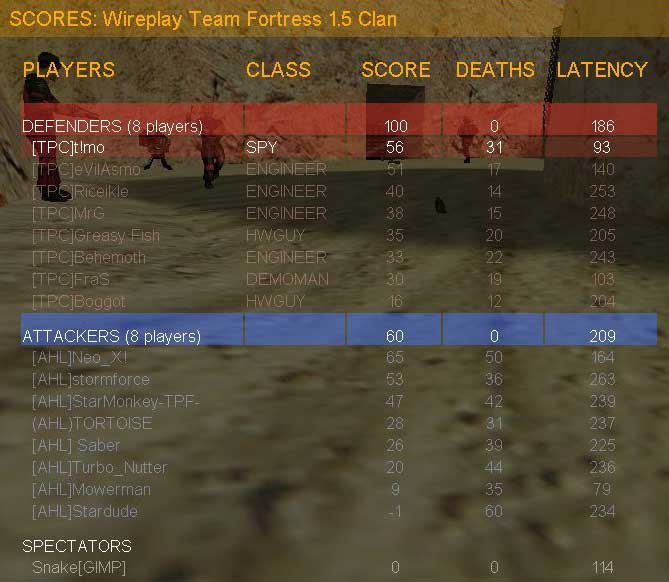 SCORES: Wireplay Team Fortress 1.5 Clan
PLAYERS CLASS SCORE DEATHS LATENCY
DEFENDERS (8 players) 100 0 186
[TPC]t!mo SPY 56 31 93
[TPC]eVilAsmo ENGINEER 51 17 140
[TPC]Riceikle ENGINEER 40 14 253
[TPC]MrG ENGINEER 38 15 248
[TPC]Greasy Fish HWGUY 35 20 205
[TPC]Behemoth ENGINEER 33 22 243
[TPC]FraS DEMOMAN 30 19 103
[TPC]Boggot HWGUY 16 12 204
ATTACKERS (8 players) 60 0 209
[AHL]Neo_X! 65 50 164
[AHL]stormforce 53 36 263
[AHL]StarMonkey-TPF- 47 42 239
(AHL)TORTOISE 28 31 237
[AHL] Saber 26 39 225
[AHL]Turbo_Nutter 20 44 236
[AHL]Mowerman 9 35 79
[AHL]Stardude -1 60 234
SPECTATORS
Snake[GIMP] 0 0 114